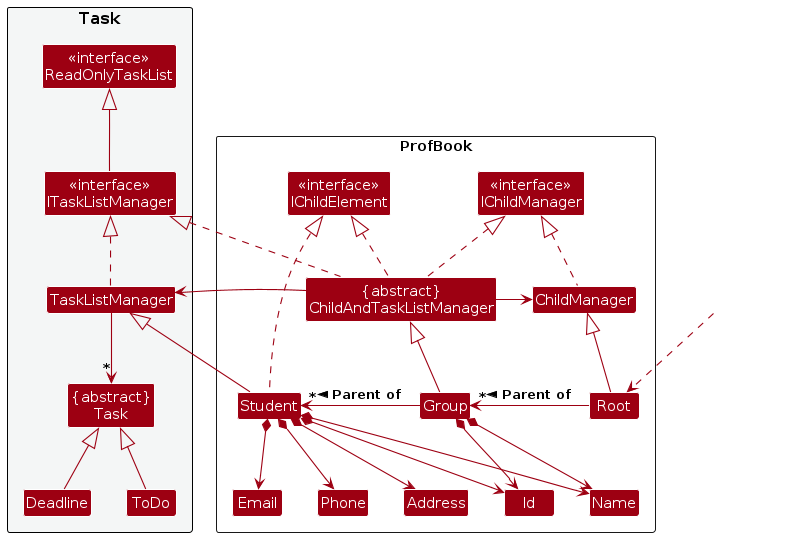 Task
«interface»
ReadOnlyTaskList
ProfBook
«interface»
ITaskListManager
«interface»
IChildElement
«interface»
IChildManager
TaskListManager
{abstract}
ChildAndTaskListManager
ChildManager
*
{abstract}
Task
Student
*◄ Parent of
Group
*◄ Parent of
Root
Deadline
ToDo
Email
Phone
Address
Id
Name